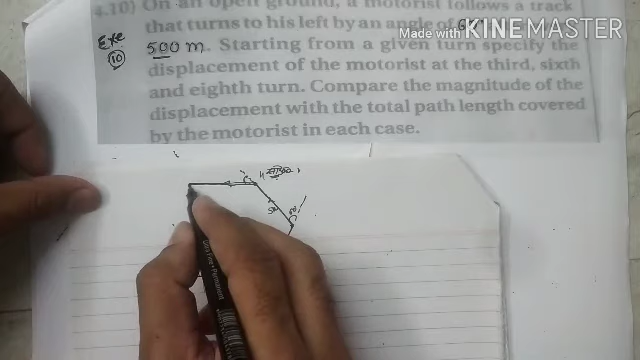 4.10) On an open ground, a motorist follows a track
that turns to his left by an angle of
Made with KINEMASTER
Exe
10
500 m. Starting from a given turn specify the
displacement of the motorist at the third, sixth
and eighth turn. Compare the magnitude of the
displacement with the total path length covered
by the motorist in each case.